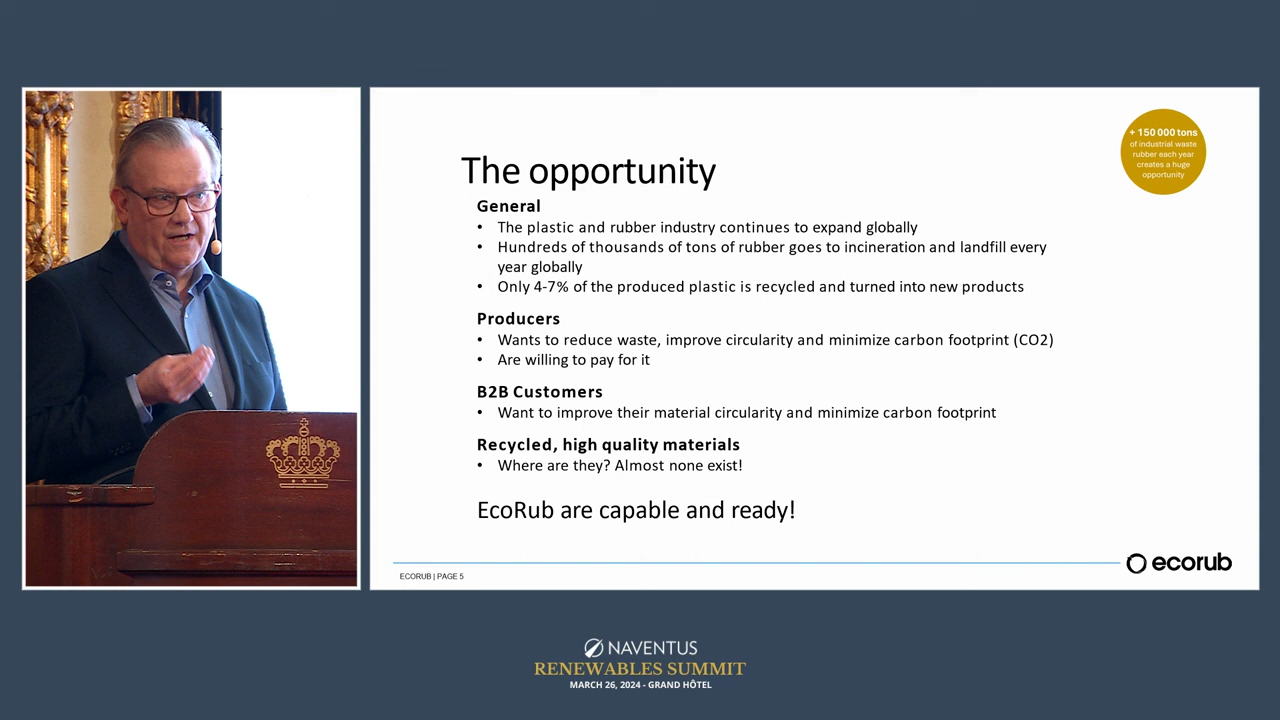 + 150 000 tons
of industrial waste
rubber each year
creates a huge
opportunity
The opportunity
General
• The plastic and rubber industry continues to expand globally
• Hundreds of thousands of tons of rubber goes to incineration and landfill every
year globally
• Only 4-7% of the produced plastic is recycled and turned into new products
Producers
• Wants to reduce waste, improve circularity and minimize carbon footprint (CO2)
• Are willing to pay for it
B2B Customers
• Want to improve their material circularity and minimize carbon footprint
Recycled, high quality materials
• Where are they? Almost none exist!
EcoRub are capable and ready!
ECORUB | PAGE 5
ecorub
NAVENTUS
RENEWABLES SUMMIT
MARCH 26, 2024 - GRAND HÔTEL